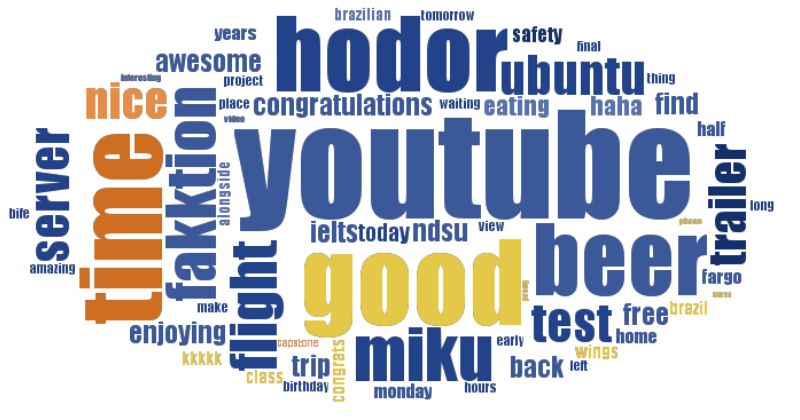 brazilian
tomorrow
years
hodor
safety
final
awesome
ubuntu
interesting
project
thing
nice
fakktion
place
congratulations
waiting
eating
haha
find
video
youtube
half
server
time
alongside
trailer
bife
long
ielts
today
ndsu
view
beer
amazing
flight
good
fargo
make
brazil
enjoying
test
free
home
kkkkk
capstone
miku
early
wings
class
trip
congrats
back
left
birthday
monday
hours